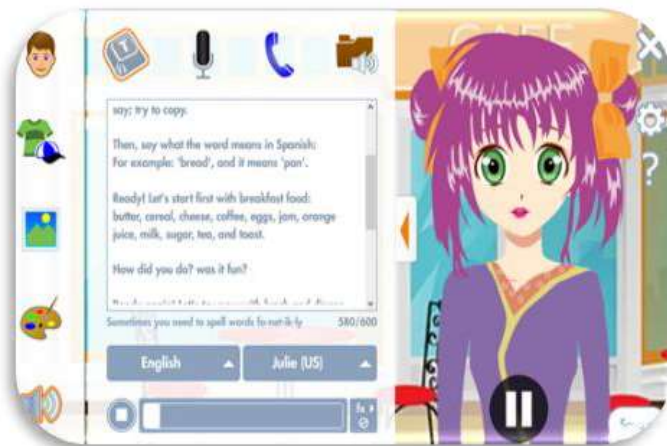 CAFE
say; try to copy.
Then, say what the word means in Spanish:
For example: 'bread', and it means 'pan'.
Ready! Let's start first with breakfast food:
butter, cereal, cheese, coffee, eggs, jam, orange
juice, milk, sugar, tea, and toast.
How did you do? was it fun?
Sometimes you need to spell words fo-net-ik-ly 580/600
English Julie (US)
fx